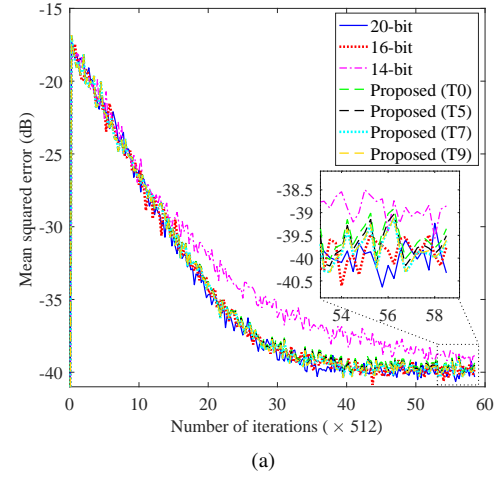 -15
-20
-25
-30
-35
-40
Mean squared error (dB)
20-bit
16-bit
14-bit
Proposed (T0)
Proposed (T5)
Proposed (T7)
Proposed (T9)
-38.5
-39
-39.5
-40
-40.5
54 56 58
0 10 20 30 40 50 60
Number of iterations ( × 512)
(a)